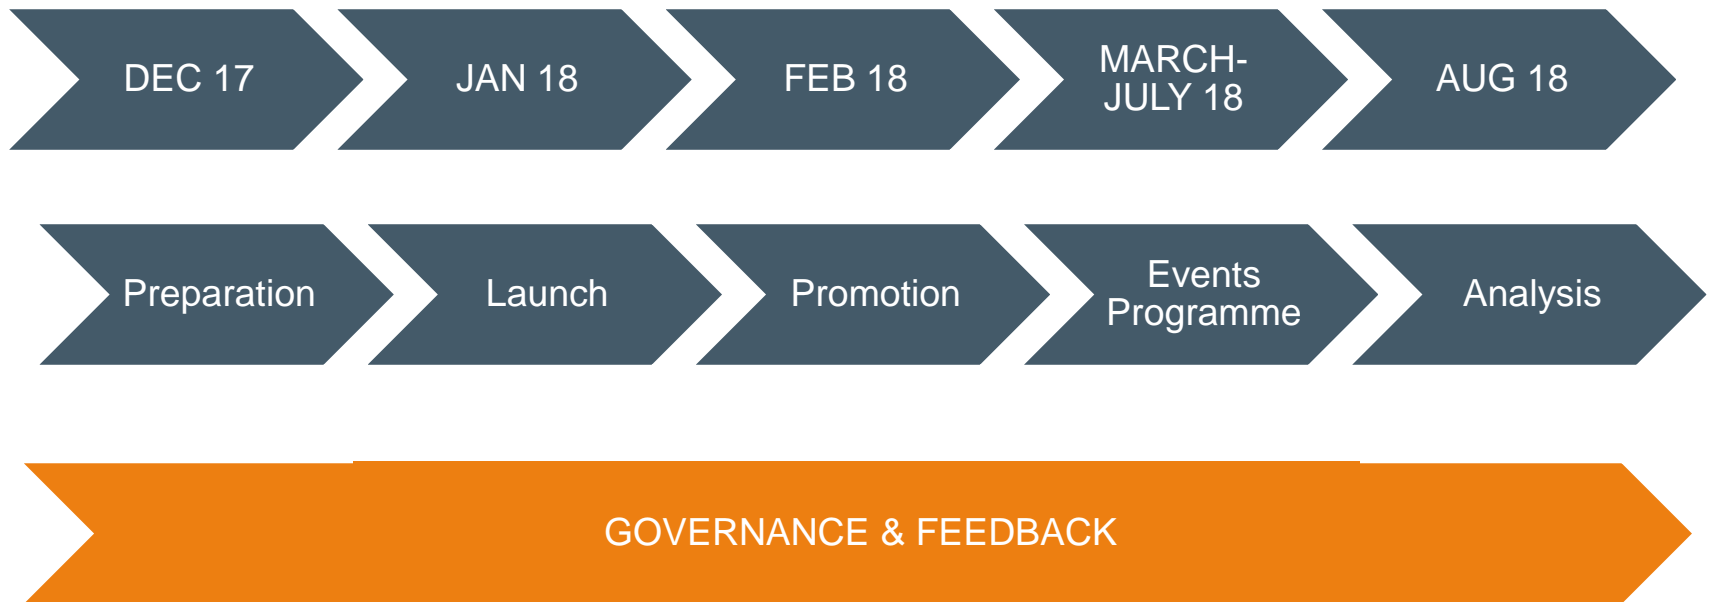 DEC 17
JAN 18
FEB 18
MARCH-
JULY 18
AUG 18
Preparation
Launch
Promotion
Events
Programme
Analysis
GOVERNANCE & FEEDBACK